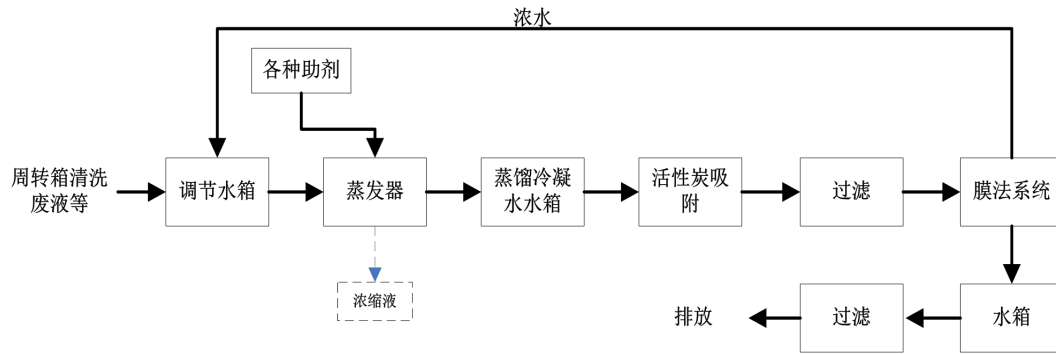 浓水
各种助剂
周转箱清洗
废液等
调节水箱
蒸发器
蒸馏冷凝
水水箱
活性炭吸
附
过滤
膜法系统
浓缩液
排放
过滤
水箱